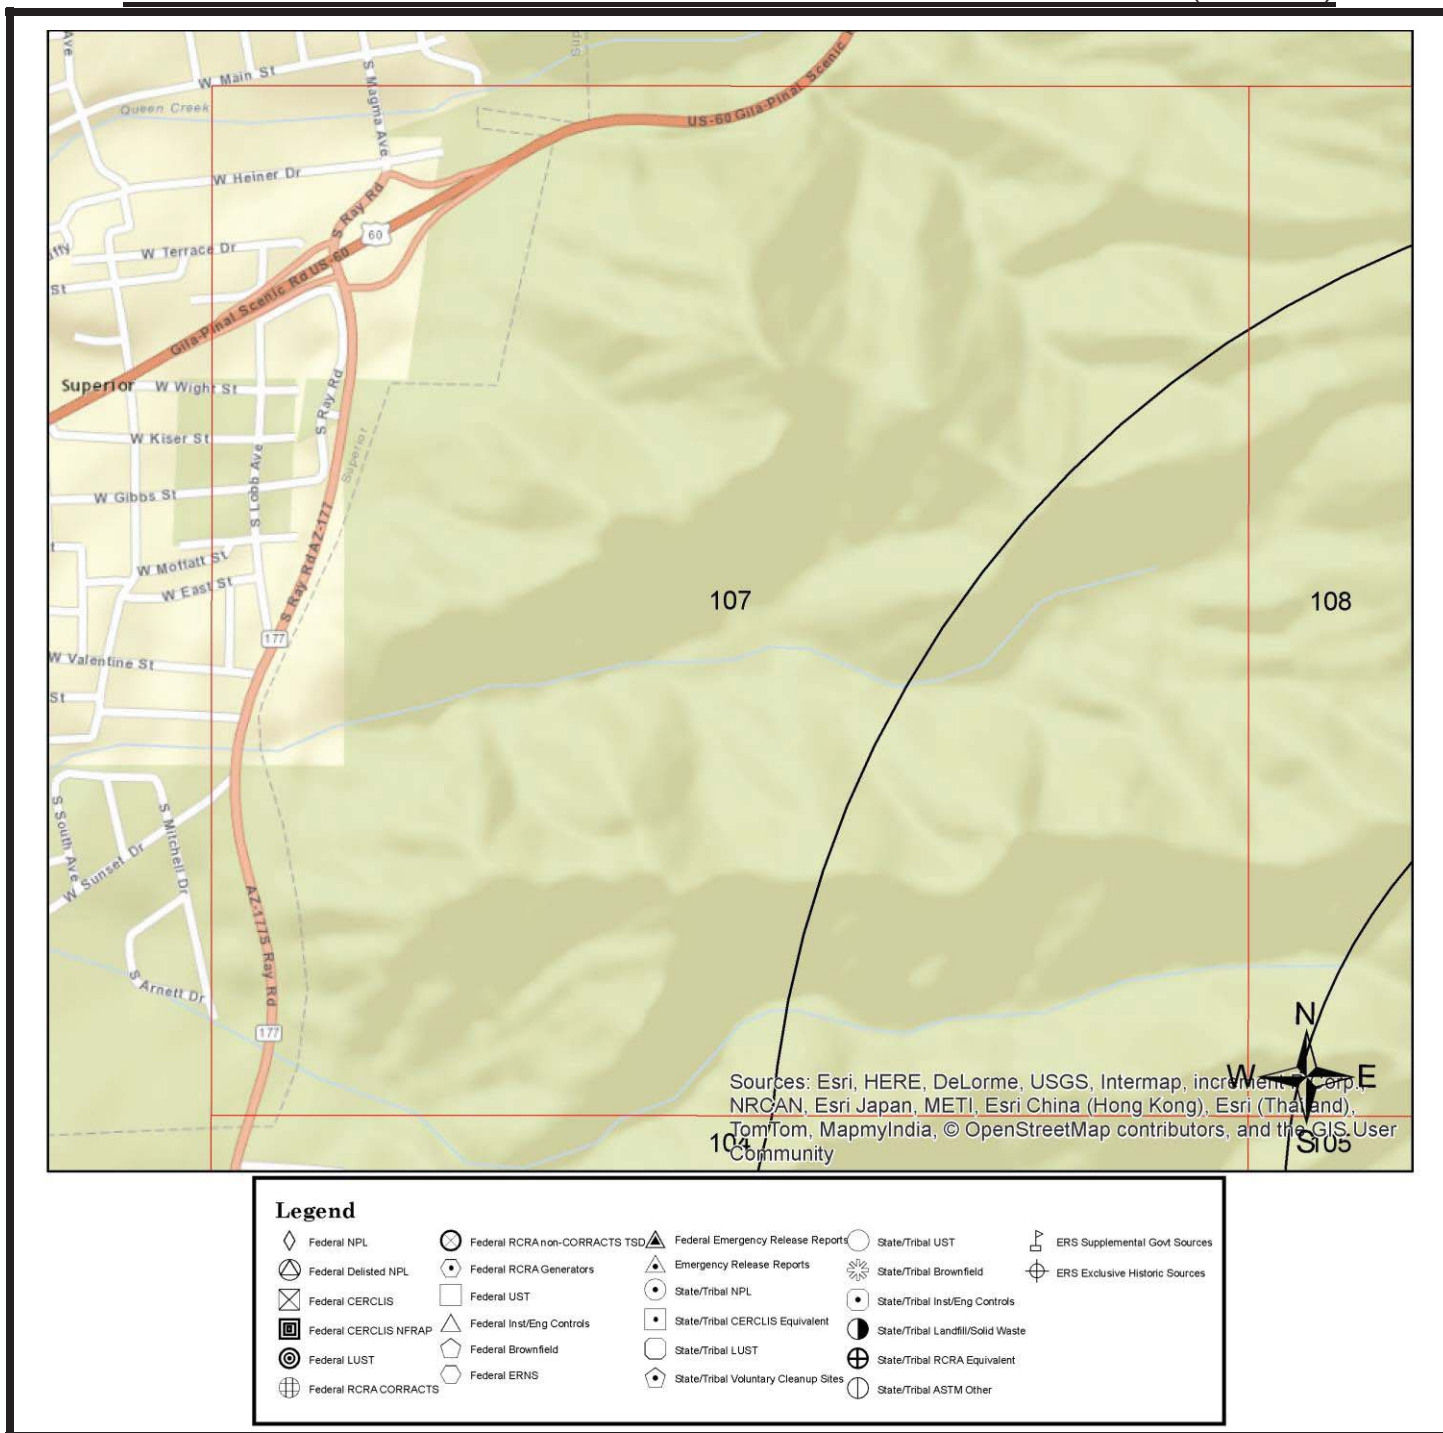 Ave
Sup
W Main St
S Magma Ave
Queen Creek
US-60 Gila-Pinal Scenic
W Heiner Dr
S Ray Rd
60
W Terrace Dr
St
Gila-Pinal Scenic Rd US-60
Superior
W Wight St
S Ray Rd
W Kiser St
Superior
S Lobb Ave
W Gibbs St
S Ray Rd AZ-177
W Moffatt St
W East St
107
108
177
W Valentine St
St
S South Ave
S Mitchell Dr
W Sunset Dr
AZ-177 S Ray Rd
S Arnett Dr
177
N
W E
S
Sources: Esri, HERE, DeLorme, USGS, Intermap, increment P Corp.,
NRCAN, Esri Japan, METI, Esri China (Hong Kong), Esri (Thailand),
TomTom, MapmyIndia, © OpenStreetMap contributors, and the GIS User
Community
104
105
Legend
Federal NPL
Federal Delisted NPL
Federal CERCLIS
Federal CERCLIS NFRAP
Federal LUST
Federal RCRA CORRACTS
Federal RCRA non-CORRACTS TSD
Federal RCRA Generators
Federal UST
Federal Inst/Eng Controls
Federal Brownfield
Federal ERNS
Federal Emergency Release Reports
Emergency Release Reports
State/Tribal NPL
State/Tribal CERCLIS Equivalent
State/Tribal LUST
State/Tribal Voluntary Cleanup Sites
State/Tribal UST
State/Tribal Brownfield
State/Tribal Inst/Eng Controls
State/Tribal Landfill/Solid Waste
State/Tribal RCRA Equivalent
State/Tribal ASTM Other
ERS Supplemental Govt Sources
ERS Exclusive Historic Sources